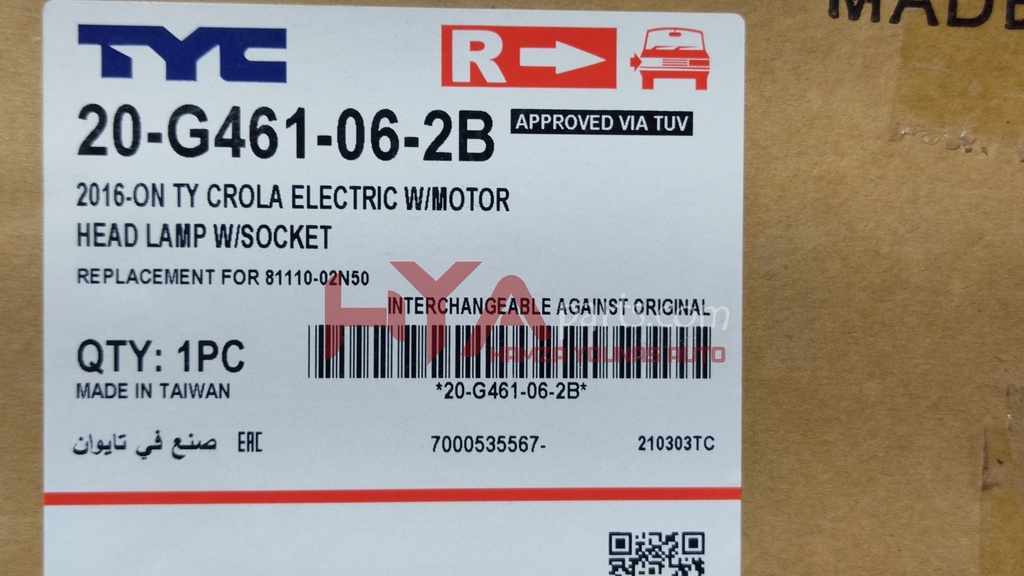 MADE
TYC
R
20-G461-06-2B
APPROVED VIA TUV
2016-ON TY CROLA ELECTRIC W/MOTOR
HEAD LAMP W/SOCKET
REPLACEMENT FOR 81110-02N50
INTERCHANGEABLE AGAINST ORIGINAL
HYAparts.com
HAMZA YOUNAS AUTO
QTY: 1PC
*20-G461-06-2B*
MADE IN TAIWAN
صنع في تايوان EAC
7000535567-
210303TC